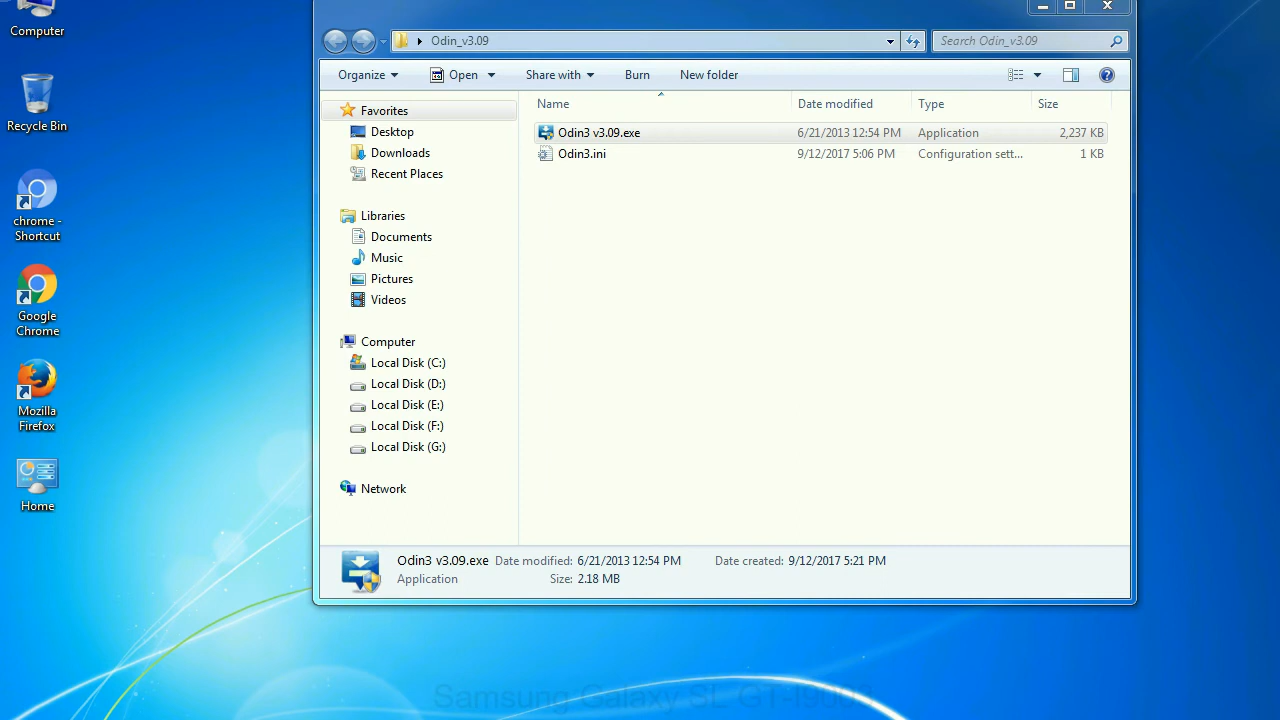 Computer
Recycle Bin
chrome -
Shortcut
Google
Chrome
Mozilla
Firefox
Home
Odin_v3.09
Search Odin_v3.09
Organize
Open
Share with
Burn
New folder
Name
Date modified
Type
Size
Odin3 v3.09.exe
6/21/2013 12:54 PM
Application
2,237 KB
Odin3.ini
9/12/2017 5:06 PM
Configuration sett...
1 KB
Favorites
Desktop
Downloads
Recent Places
Libraries
Documents
Music
Pictures
Videos
Computer
Local Disk (C:)
Local Disk (D:)
Local Disk (E:)
Local Disk (F:)
Local Disk (G:)
Network
Odin3 v3.09.exe
Date modified: 6/21/2013 12:54 PM
Date created: 9/12/2017 5:21 PM
Application
Size: 2.18 MB
Samsung Galaxy SL